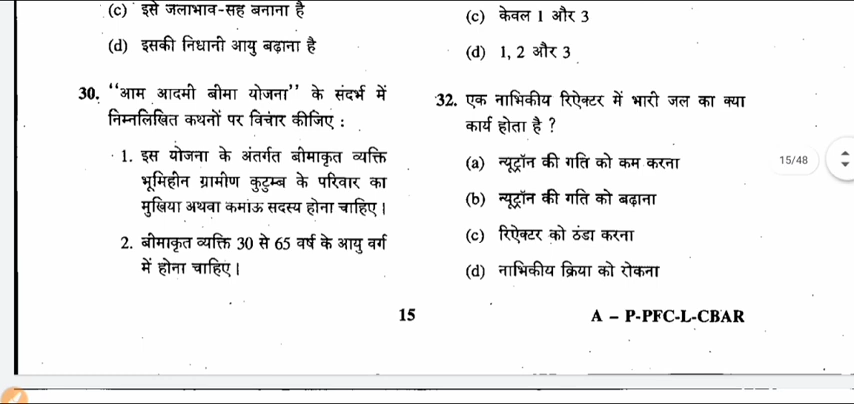 (c) इसे जलाभाव-सह बनाना है
(d) इसकी निधानी आयु बढ़ाना है
30. “आम आदमी बीमा योजना” के संदर्भ में
निम्नलिखित कथनों पर विचार कीजिए :
1. इस योजना के अंतर्गत बीमाकृत व्यक्ति
भूमिहीन ग्रामीण कुटुम्ब के परिवार का
मुखिया अथवा कमांऊ सदस्य होना चाहिए।
2. बीमाकृत व्यक्ति 30 से 65 वर्ष के आयु वर्ग
में होना चाहिए।
(c) केवल 1 और 3
(d) 1, 2 और 3
32. एक नाभिकीय रिऐक्टर में भारी जल का क्या
कार्य होता है ?
(a) न्यूट्रॉन की गति को कम करना
(b) न्यूट्रॉन की गति को बढ़ाना
(c) रिऐक्टर को ठंडा करना
(d) नाभिकीय क्रिया को रोकना
15/48
15
A – P-PFC-L-CBAR